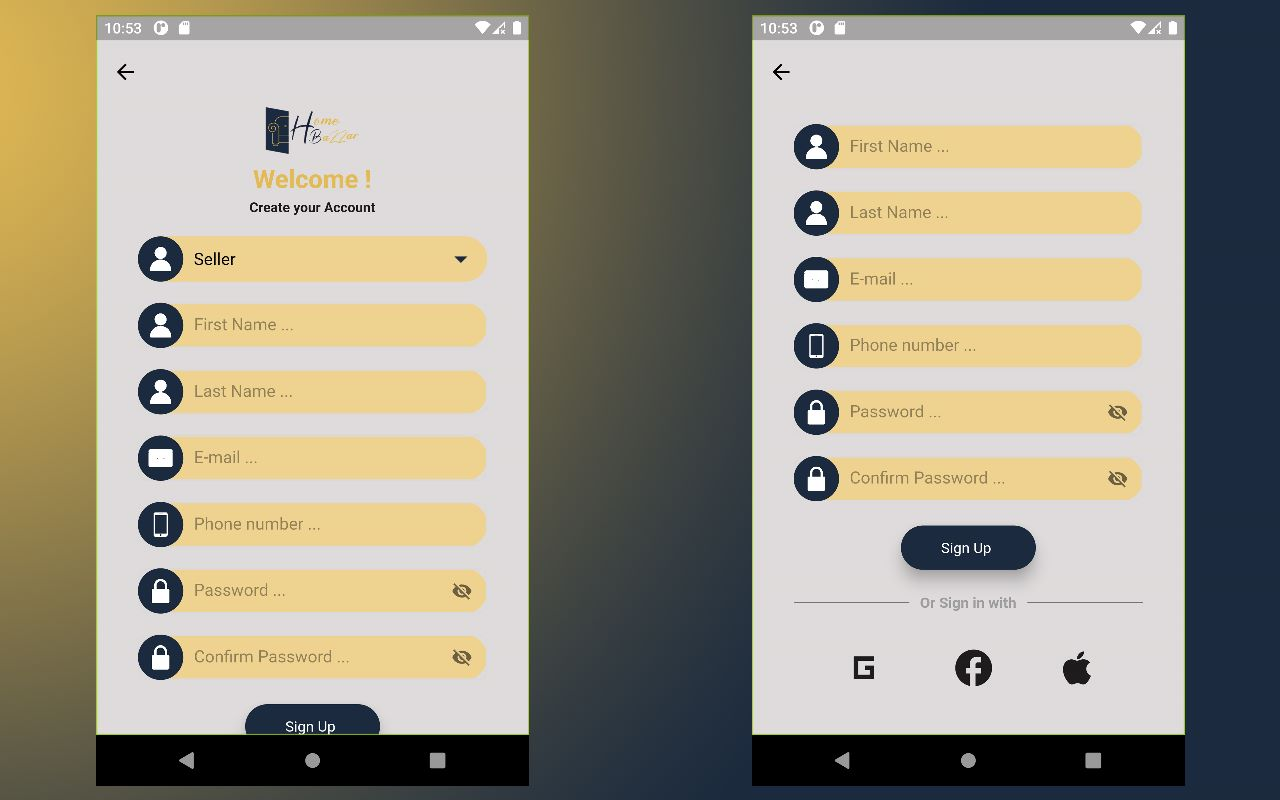 10:53
Home
Bazzar
Welcome !
Create your Account
Seller
First Name ...
Last Name ...
E-mail ...
Phone number ...
Password ...
Confirm Password ...
Sign Up
10:53
First Name ...
Last Name ...
E-mail ...
Phone number ...
Password ...
Confirm Password ...
Sign Up
Or Sign in with
G